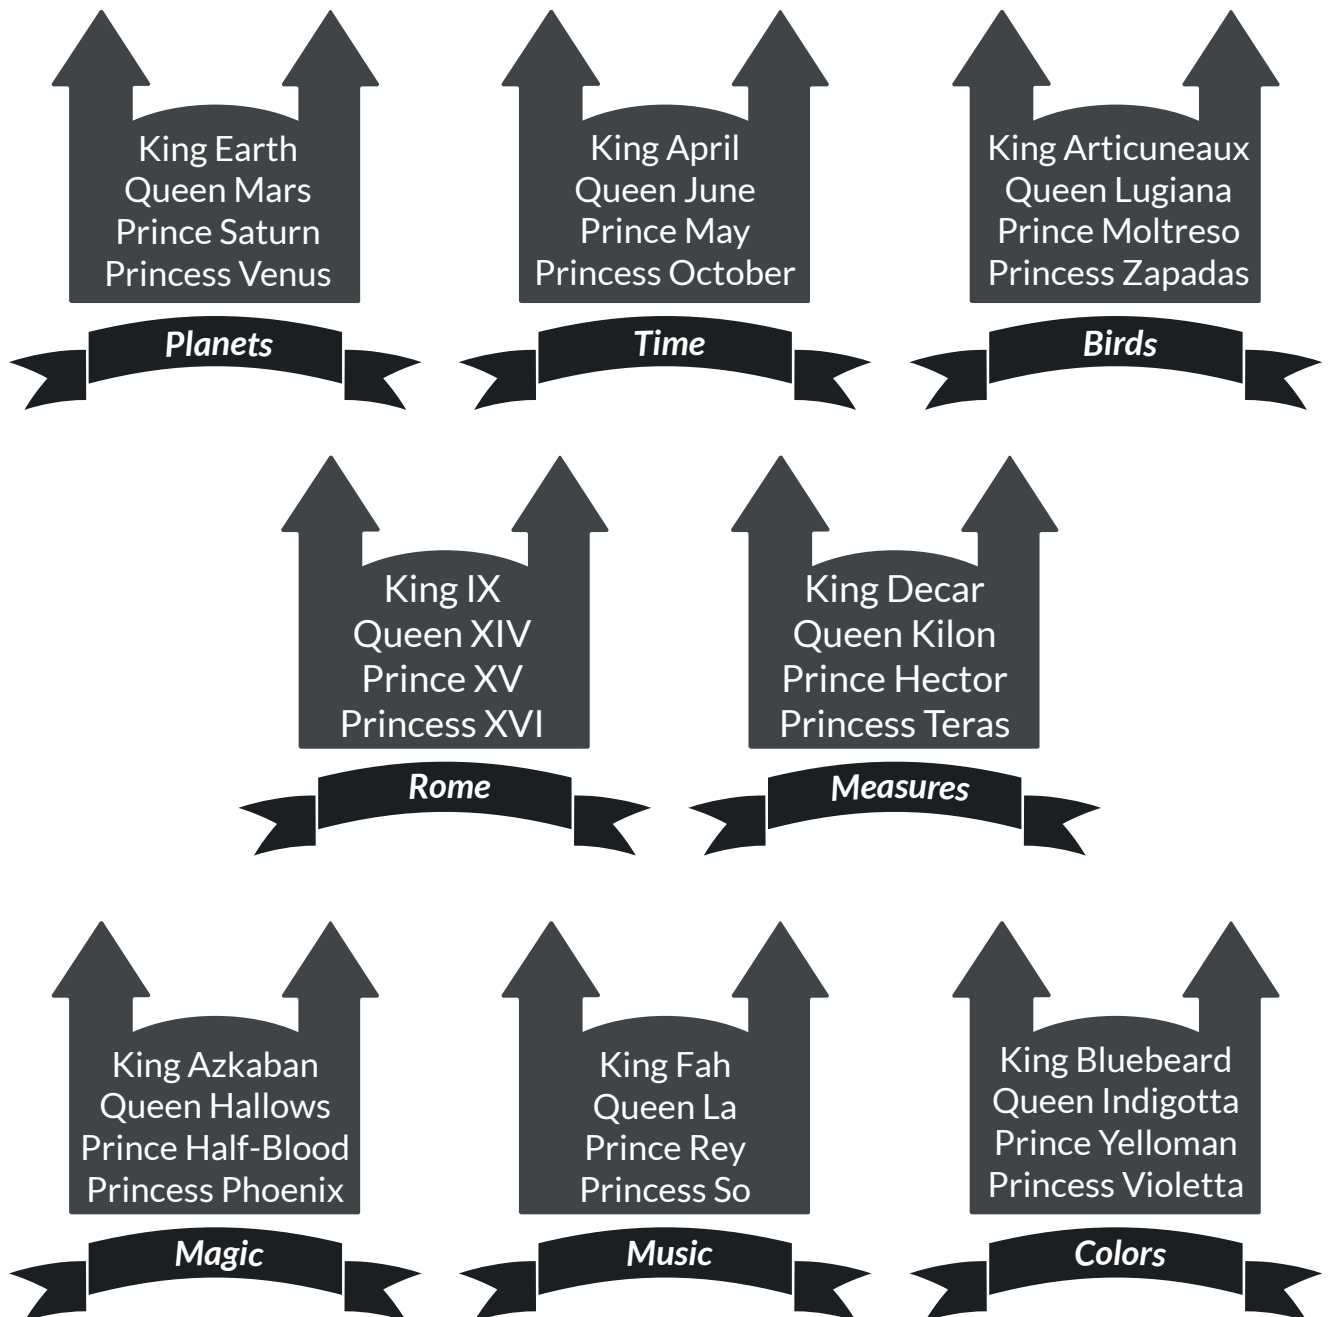 King Earth
Queen Mars
Prince Saturn
Princess Venus
Planets
King April
Queen June
Prince May
Princess October
Time
King Articuneaux
Queen Lugiana
Prince Moltreso
Princess Zapadas
Birds
King IX
Queen XIV
Prince XV
Princess XVI
Rome
King Decar
Queen Kilon
Prince Hector
Princess Teras
Measures
King Azkaban
Queen Hallows
Prince Half-Blood
Princess Phoenix
Magic
King Fah
Queen La
Prince Rey
Princess So
Music
King Bluebeard
Queen Indigotta
Prince Yelloman
Princess Violetta
Colors